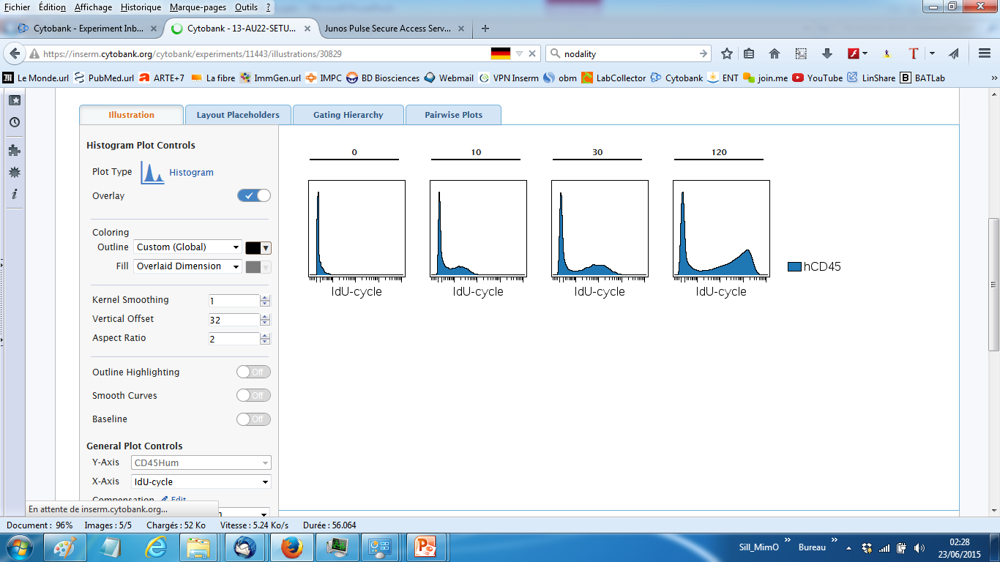 Fichier Édition Affichage Historique Marque-pages Outils ?
Cytobank - Experiment Inb... × Cytobank - 13-AU22-SETU... × Junos Pulse Secure Access Serv... × +
https://inserm.cytobank.org/cytobank/experiments/11443/illustrations/30829 nodality
Le Monde.url PubMed.url ARTE+7 La fibre ImmGen.url IMPC BD Biosciences Webmail VPN Inserm obm LabCollector Cytobank ENT join.me YouTube LinShare BATLab »
Illustration Layout Placeholders Gating Hierarchy Pairwise Plots
Histogram Plot Controls
Plot Type Histogram
Overlay
Coloring
Outline Custom (Global)
Fill Overlaid Dimension
Kernel Smoothing 1
Vertical Offset 32
Aspect Ratio 2
Outline Highlighting Off
Smooth Curves Off
Baseline Off
General Plot Controls
Y-Axis CD45Hum
X-Axis IdU-cycle
Compensation Edit
0 10 30 120
IdU-cycle IdU-cycle IdU-cycle IdU-cycle
hCD45
En attente de inserm.cytobank.org...
Document : 96% Images : 5/5 Chargés : 52 Ko Vitesse : 5.24 Ko/s Durée : 56.064
Sill_MimO » Bureau » 02:28
23/06/2015